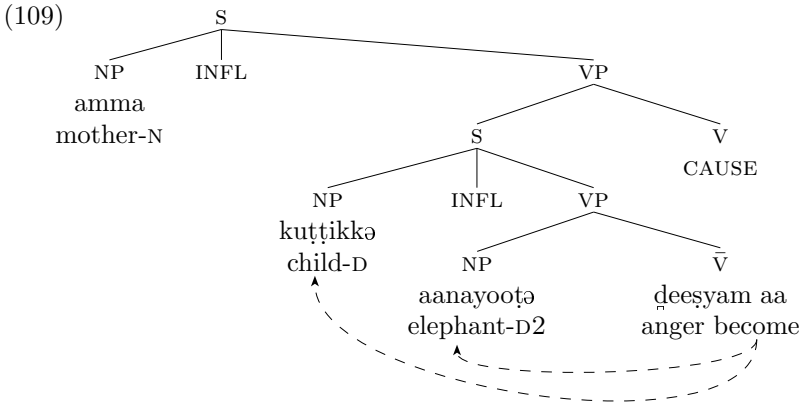 (109)
S
NP INFL VP
amma
mother-N
S V
CAUSE
NP INFL VP
kuṭṭikkə
child-D
NP V̄
aanayooṭə d̪eeṣyam aa
elephant-D2 anger become